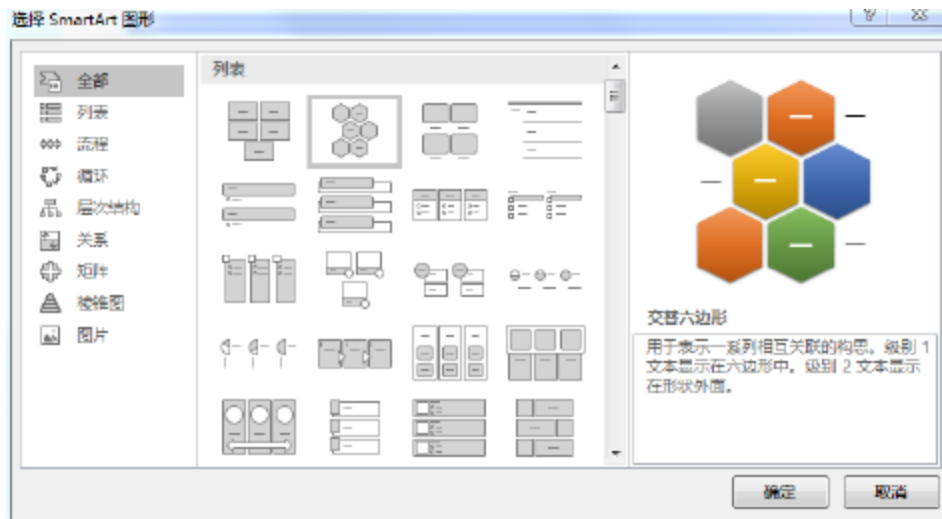 选择 SmartArt 图形
全部
列表
流程
循环
层次结构
关系
矩阵
棱锥图
图片
列表
交替六边形
用于表示一系列相互关联的构思。级别 1
文本显示在六边形中。级别 2 文本显示
在形状外面。
确定
取消